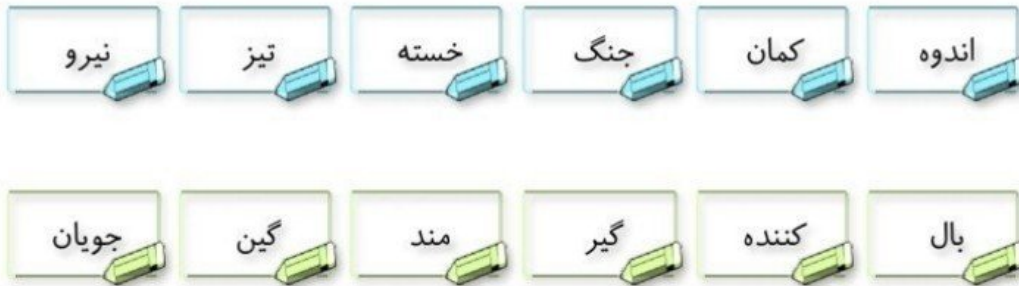 اندوه کمان جنگ خسته تیز نیرو
بال کننده گیر مند گین جویان